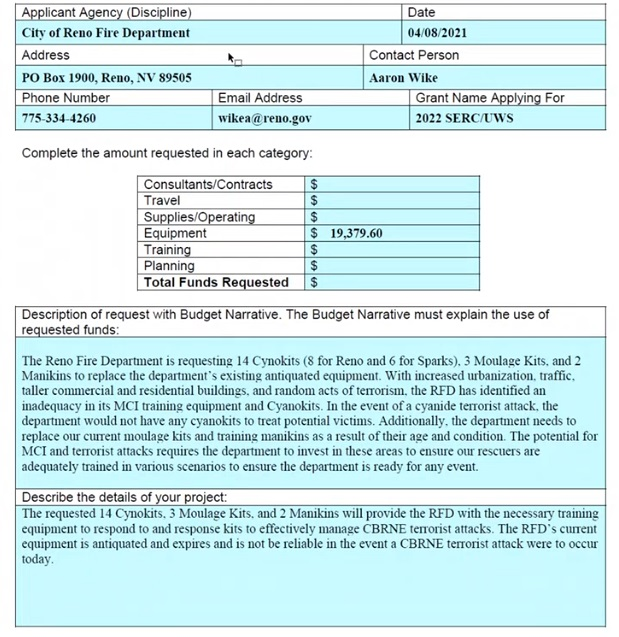 Applicant Agency (Discipline) Date
City of Reno Fire Department 04/08/2021
Address Contact Person
PO Box 1900, Reno, NV 89505 Aaron Wike
Phone Number Email Address Grant Name Applying For
775-334-4260 wikea@reno.gov 2022 SERC/UWS
Complete the amount requested in each category:
Consultants/Contracts $
Travel $
Supplies/Operating $
Equipment $ 19,379.60
Training $
Planning $
Total Funds Requested $
Description of request with Budget Narrative. The Budget Narrative must explain the use of
requested funds:
The Reno Fire Department is requesting 14 Cynokits (8 for Reno and 6 for Sparks), 3 Moulage Kits, and 2
Manikins to replace the department's existing antiquated equipment. With increased urbanization, traffic,
taller commercial and residential buildings, and random acts of terrorism, the RFD has identified an
inadequacy in its MCI training equipment and Cyanokits. In the event of a cyanide terrorist attack, the
department would not have any cyanokits to treat potential victims. Additionally, the department needs to
replace our current moulage kits and training manikins as a result of their age and condition. The potential for
MCI and terrorist attacks requires the department to invest in these areas to ensure our rescuers are
adequately trained in various scenarios to ensure the department is ready for any event.
Describe the details of your project:
The requested 14 Cynokits, 3 Moulage Kits, and 2 Manikins will provide the RFD with the necessary training
equipment to respond to and response kits to effectively manage CBRNE terrorist attacks. The RFD's current
equipment is antiquated and expires and is not be reliable in the event a CBRNE terrorist attack were to occur
today.